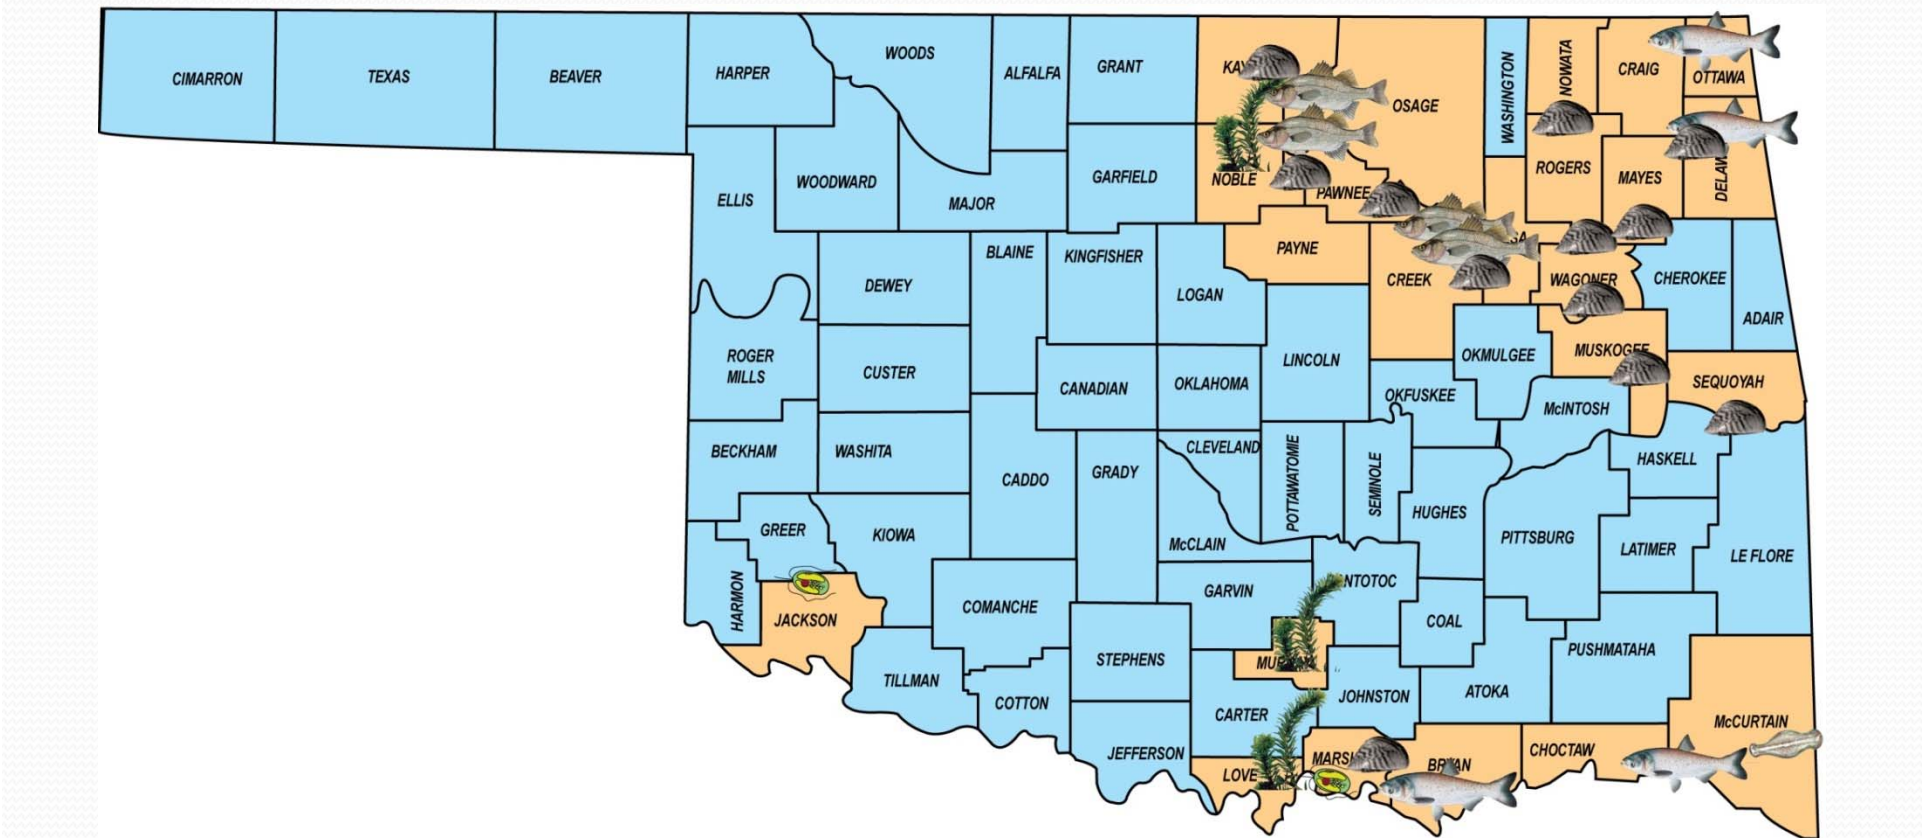 CIMARRON
TEXAS
BEAVER
HARPER
WOODS
ALFALFA
GRANT
OSAGE
WASHINGTON
NOWATA
CRAIG
OTTAWA
ELLIS
WOODWARD
MAJOR
GARFIELD
NOBLE
PAWNEE
ROGERS
MAYES
BLAINE
KINGFISHER
PAYNE
DEWEY
LOGAN
CREEK
WAGONER
CHEROKEE
ADAIR
ROGER
MILLS
CUSTER
CANADIAN
OKLAHOMA
LINCOLN
OKMULGEE
MUSKOGEE
SEQUOYAH
OKFUSKEE
McINTOSH
BECKHAM
WASHITA
CADDO
GRADY
CLEVELAND
POTTAWATOMIE
SEMINOLE
HUGHES
HASKELL
GREER
KIOWA
McCLAIN
PITTSBURG
LATIMER
LE FLORE
HARMON
JACKSON
COMANCHE
GARVIN
NTOTOC
COAL
STEPHENS
PUSHMATAHA
TILLMAN
COTTON
CARTER
JOHNSTON
ATOKA
McCURTAIN
JEFFERSON
LOVE
CHOCTAW